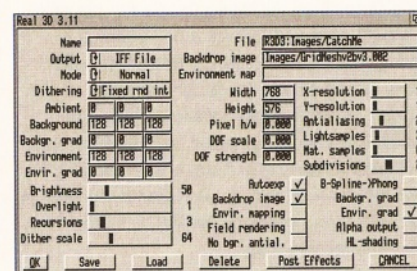 Real 3D 3.11
Name File R3D3:Images/CatchMe
Output IFF File Backdrop image Images/GridMeshv2bv3.002
Mode Normal Environment map
Dithering Fixed rnd int Width 768 X-resolution
Ambient 0 0 0 Height 576 Y-resolution
Background 128 128 128 Pixel h/w 0.000 Antialiasing
Backgr. grad 0 0 0 DOF scale 0.000 Lightsamples
Environment 128 128 128 DOF strength 0.000 Mat. samples
Envir. grad 0 0 0 Subdivisions
Brightness 50 Autoexp B-Spline->Phong
Overlight 1 Backdrop image Backgr. grad
Recursions 3 Envir. mapping Envir. grad
Dither scale 64 Field rendering Alpha output
No bgr. antial. HL-shading
OK Save Load Delete Post Effects CANCEL